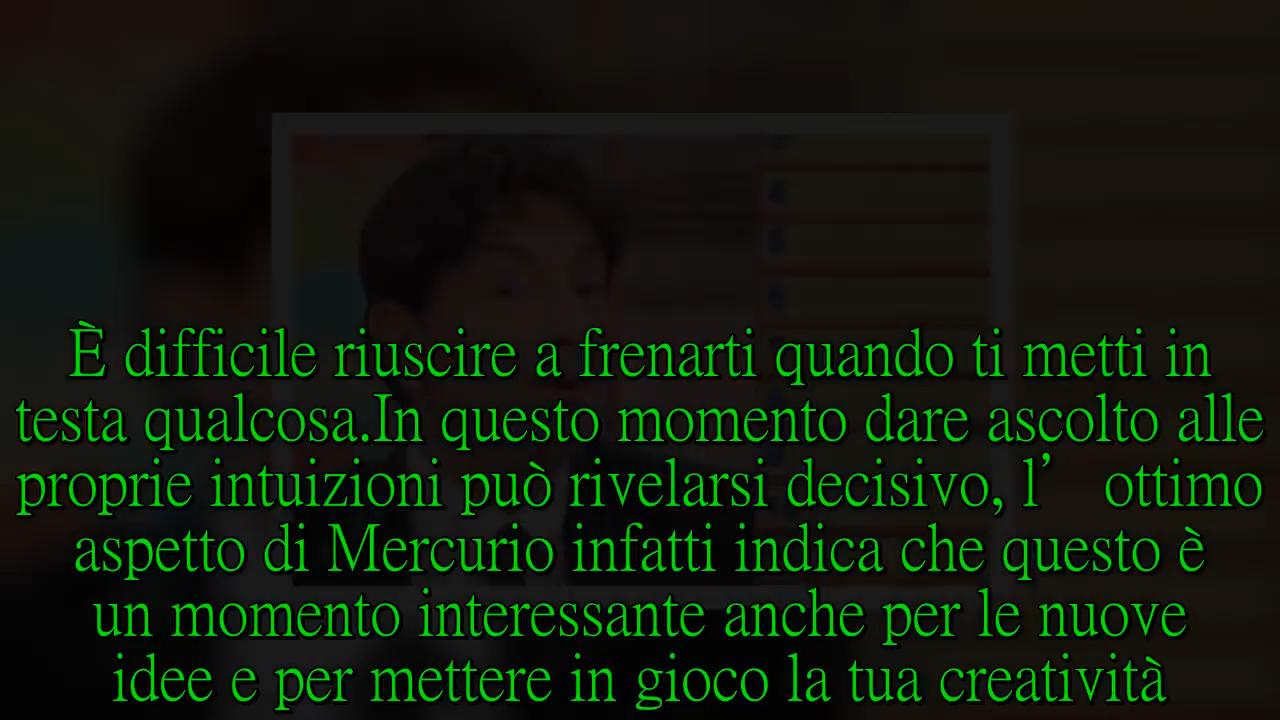 È difficile riuscire a frenarti quando ti metti in
testa qualcosa.In questo momento dare ascolto alle
proprie intuizioni può rivelarsi decisivo, l’ottimo
aspetto di Mercurio infatti indica che questo è
un momento interessante anche per le nuove
idee e per mettere in gioco la tua creatività